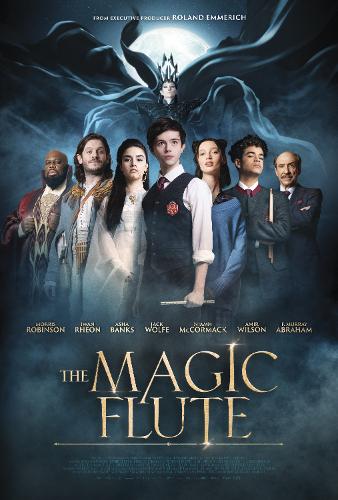 FROM EXECUTIVE PRODUCER ROLAND EMMERICH
MORRIS ROBINSON
IWAN RHEON
ASHA BANKS
JACK WOLFE
NIAMH McCORMACK
AMIR WILSON
F. MURRAY ABRAHAM
THE MAGIC
FLUTE